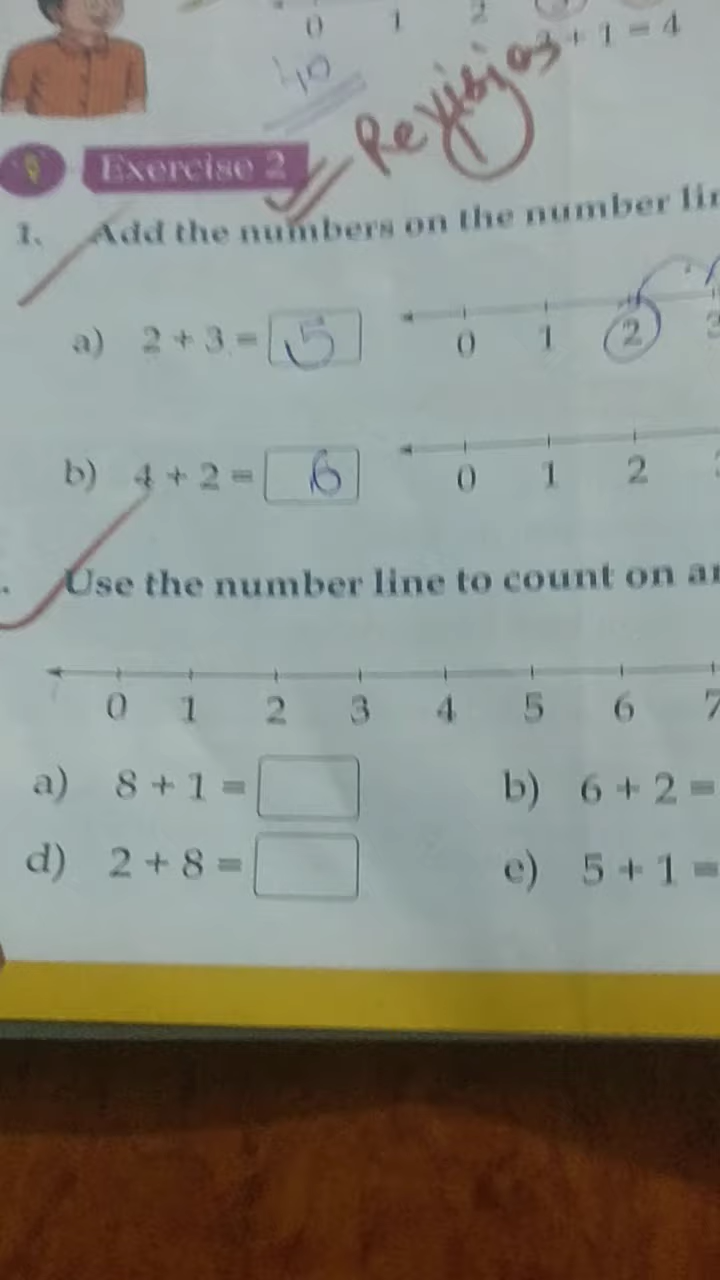 0 1 2
+ 1 = 4
Revision
Exercise 2
1. Add the numbers on the number
a) 2 + 3 = 5
0 1 2 3
b) 4 + 2 = 6
0 1 2
Use the number line to count on
0 1 2 3 4 5 6 7
a) 8 + 1 = b) 6 + 2 =
d) 2 + 8 = e) 5 + 1 =